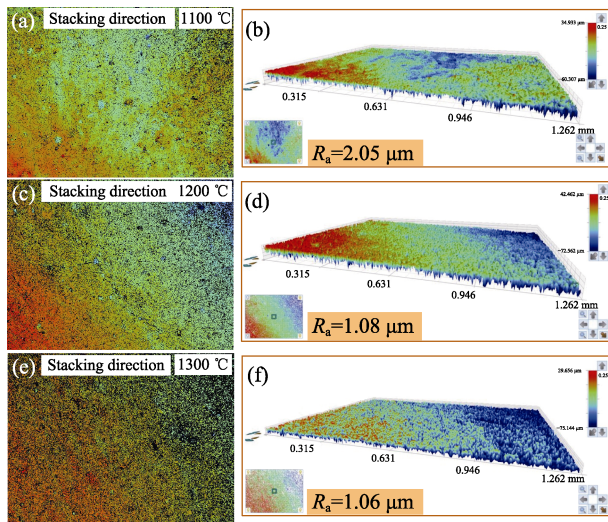 (a) Stacking direction 1100 ℃
(b)
34.933 μm
0.25
−60.307 μm
0.315
0.631
0.946
1.262 mm
Ra=2.05 μm
(c) Stacking direction 1200 ℃
(d)
42.462 μm
0.25
−72.362 μm
0.315
0.631
0.946
1.262 mm
Ra=1.08 μm
(e) Stacking direction 1300 ℃
(f)
29.656 μm
0.25
−75.144 μm
0.315
0.631
0.946
1.262 mm
Ra=1.06 μm